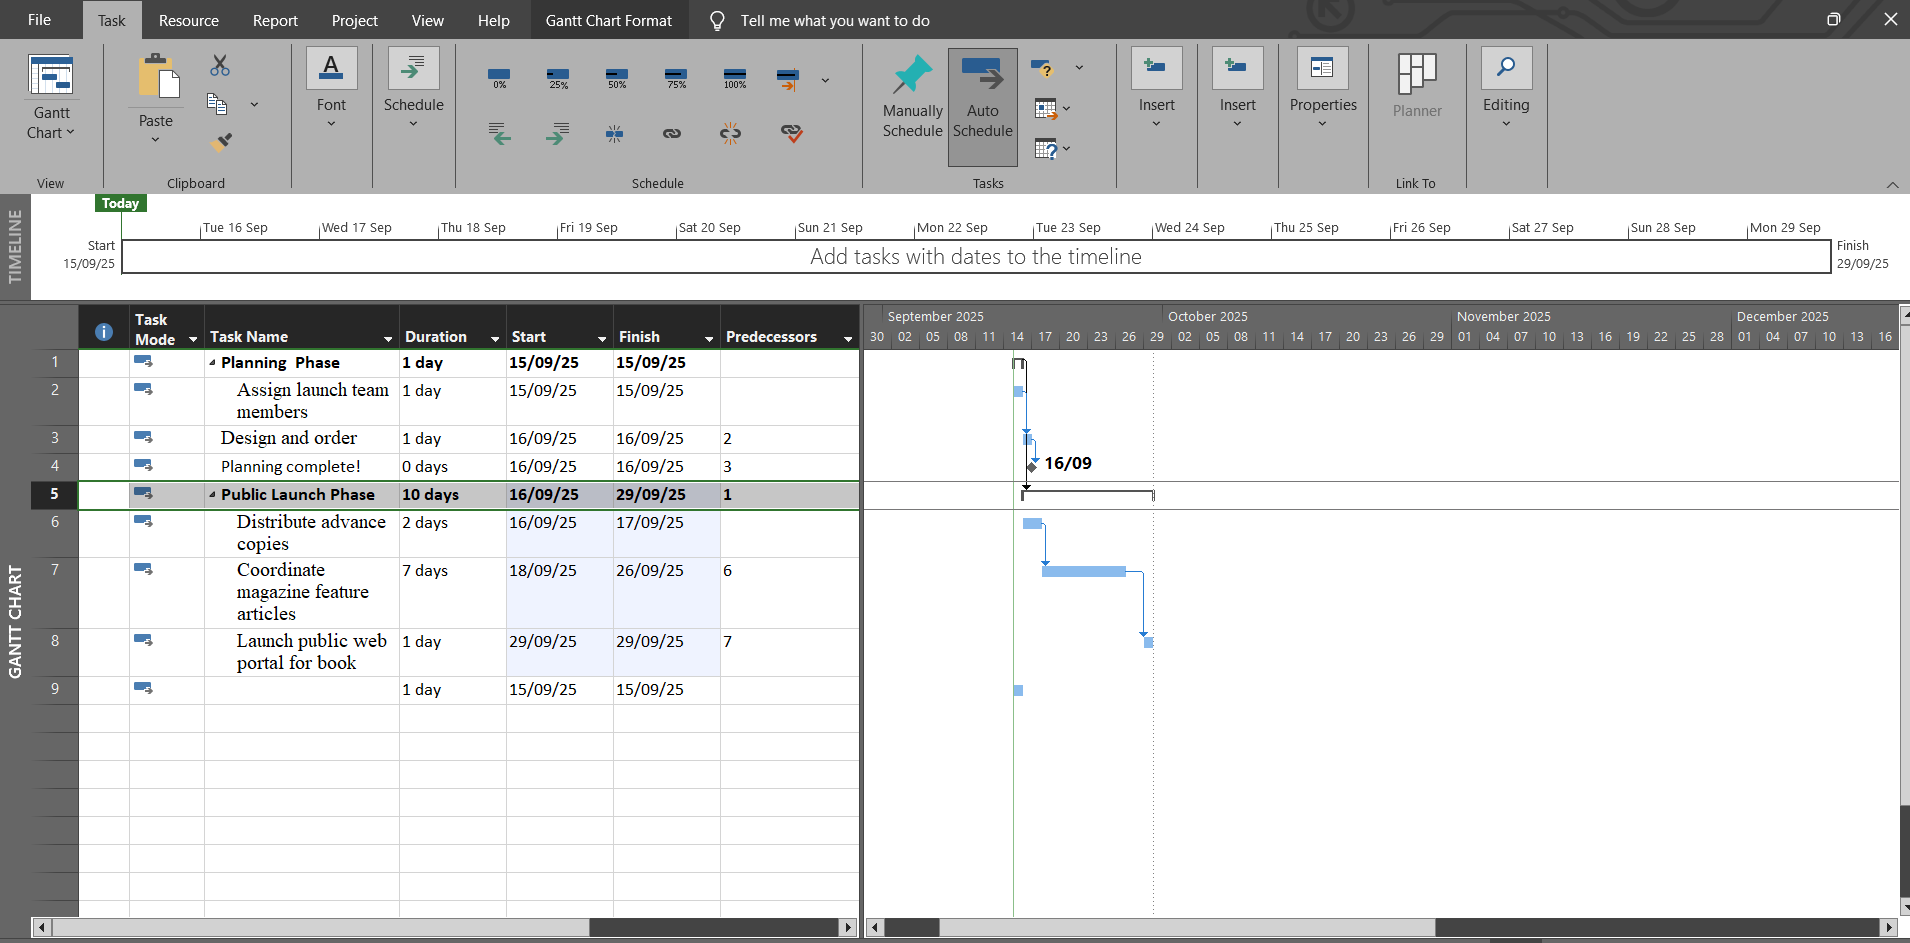 File Task Resource Report Project View Help Gantt Chart Format Tell me what you want to do
Gantt
Chart
View
Paste
Clipboard
A
Font
Schedule
0% 25% 50% 75% 100%
Schedule
Manually
Schedule
Auto
Schedule
Tasks
Insert
Insert
Properties
Planner
Link To
Editing
TIMELINE
Today
Tue 16 Sep Wed 17 Sep Thu 18 Sep Fri 19 Sep Sat 20 Sep Sun 21 Sep Mon 22 Sep Tue 23 Sep Wed 24 Sep Thu 25 Sep Fri 26 Sep Sat 27 Sep Sun 28 Sep Mon 29 Sep
Start
15/09/25
Add tasks with dates to the timeline
Finish
29/09/25
GANTT CHART
Task
Mode Task Name Duration Start Finish Predecessors
1 Planning Phase 1 day 15/09/25 15/09/25
2 Assign launch team 1 day 15/09/25 15/09/25
members
3 Design and order 1 day 16/09/25 16/09/25 2
4 Planning complete! 0 days 16/09/25 16/09/25 3
5 Public Launch Phase 10 days 16/09/25 29/09/25 1
6 Distribute advance 2 days 16/09/25 17/09/25
copies
7 Coordinate 7 days 18/09/25 26/09/25 6
magazine feature
articles
8 Launch public web 1 day 29/09/25 29/09/25 7
portal for book
9 1 day 15/09/25 15/09/25
September 2025 October 2025 November 2025 December 2025
30 02 05 08 11 14 17 20 23 26 29 02 05 08 11 14 17 20 23 26 29 01 04 07 10 13 16 19 22 25 28 01 04 07 10 13 16
16/09